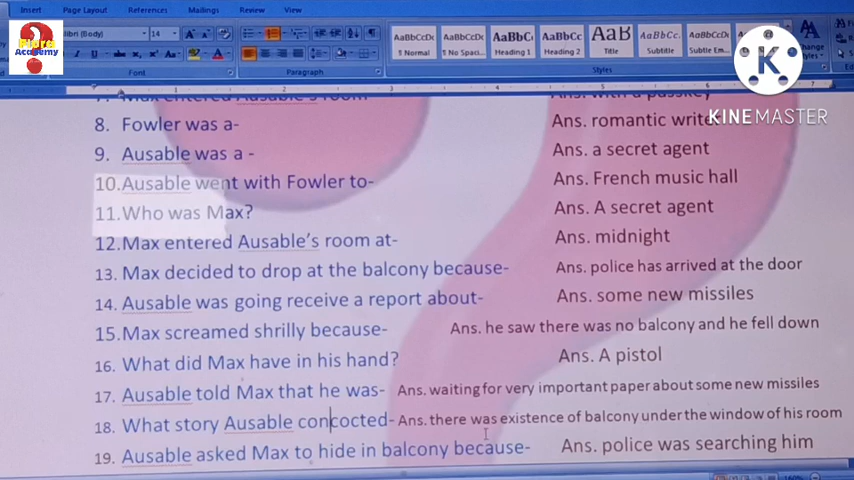 Insert Page Layout References Mailings Review View
More
Academy
libri (Body) 14
Font Paragraph Styles
AaBbCcDc AaBbCcDc AaBbC AaBbCc AaB AaBbCc. AaBbCcD
¶ Normal ¶ No Spaci... Heading 1 Heading 2 Title Subtitle Subtle Em...
K
KINEMASTER
8. Fowler was a- Ans. romantic write
9. Ausable was a - Ans. a secret agent
10.Ausable went with Fowler to- Ans. French music hall
11.Who was Max? Ans. A secret agent
12.Max entered Ausable's room at- Ans. midnight
13. Max decided to drop at the balcony because- Ans. police has arrived at the door
14. Ausable was going receive a report about- Ans. some new missiles
15.Max screamed shrilly because- Ans. he saw there was no balcony and he fell down
16. What did Max have in his hand? Ans. A pistol
17. Ausable told Max that he was- Ans. waiting for very important paper about some new missiles
18. What story Ausable concocted- Ans. there was existence of balcony under the window of his room
19. Ausable asked Max to hide in balcony because- Ans. police was searching him